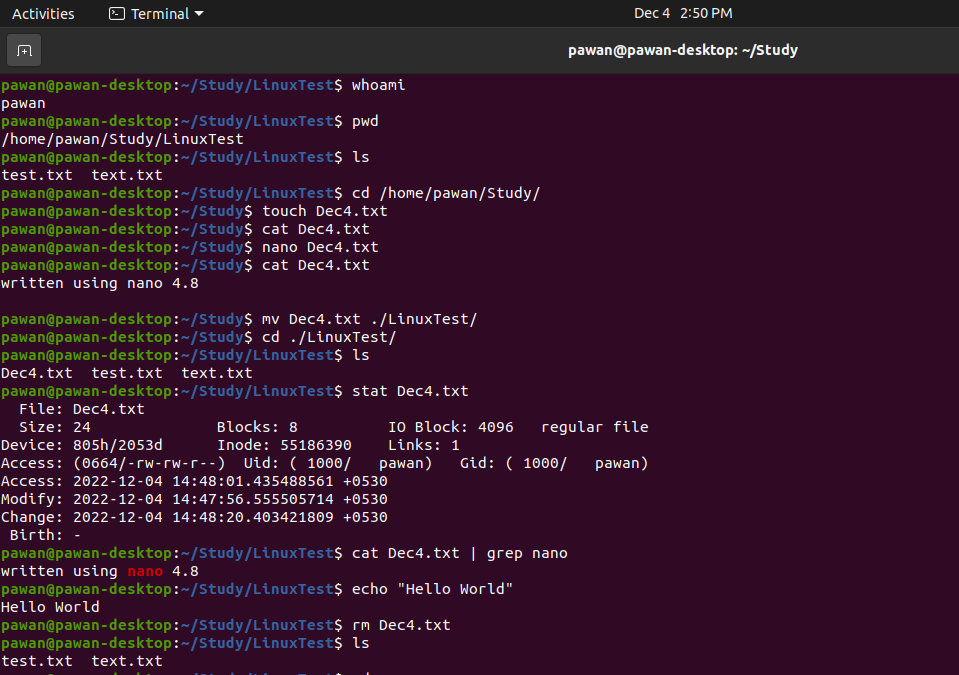 Activities Terminal Dec 4 2:50 PM
pawan@pawan-desktop: ~/Study
pawan@pawan-desktop:~/Study/LinuxTest$ whoami
pawan
pawan@pawan-desktop:~/Study/LinuxTest$ pwd
/home/pawan/Study/LinuxTest
pawan@pawan-desktop:~/Study/LinuxTest$ ls
test.txt  text.txt
pawan@pawan-desktop:~/Study/LinuxTest$ cd /home/pawan/Study/
pawan@pawan-desktop:~/Study$ touch Dec4.txt
pawan@pawan-desktop:~/Study$ cat Dec4.txt
pawan@pawan-desktop:~/Study$ nano Dec4.txt
pawan@pawan-desktop:~/Study$ cat Dec4.txt
written using nano 4.8
pawan@pawan-desktop:~/Study$ mv Dec4.txt ./LinuxTest/
pawan@pawan-desktop:~/Study$ cd ./LinuxTest/
pawan@pawan-desktop:~/Study/LinuxTest$ ls
Dec4.txt  test.txt  text.txt
pawan@pawan-desktop:~/Study/LinuxTest$ stat Dec4.txt
  File: Dec4.txt
  Size: 24              Blocks: 8          IO Block: 4096   regular file
Device: 805h/2053d      Inode: 55186390    Links: 1
Access: (0664/-rw-rw-r--)  Uid: ( 1000/   pawan)   Gid: ( 1000/   pawan)
Access: 2022-12-04 14:48:01.435488561 +0530
Modify: 2022-12-04 14:47:56.555505714 +0530
Change: 2022-12-04 14:48:20.403421809 +0530
 Birth: -
pawan@pawan-desktop:~/Study/LinuxTest$ cat Dec4.txt | grep nano
written using nano 4.8
pawan@pawan-desktop:~/Study/LinuxTest$ echo "Hello World"
Hello World
pawan@pawan-desktop:~/Study/LinuxTest$ rm Dec4.txt
pawan@pawan-desktop:~/Study/LinuxTest$ ls
test.txt  text.txt